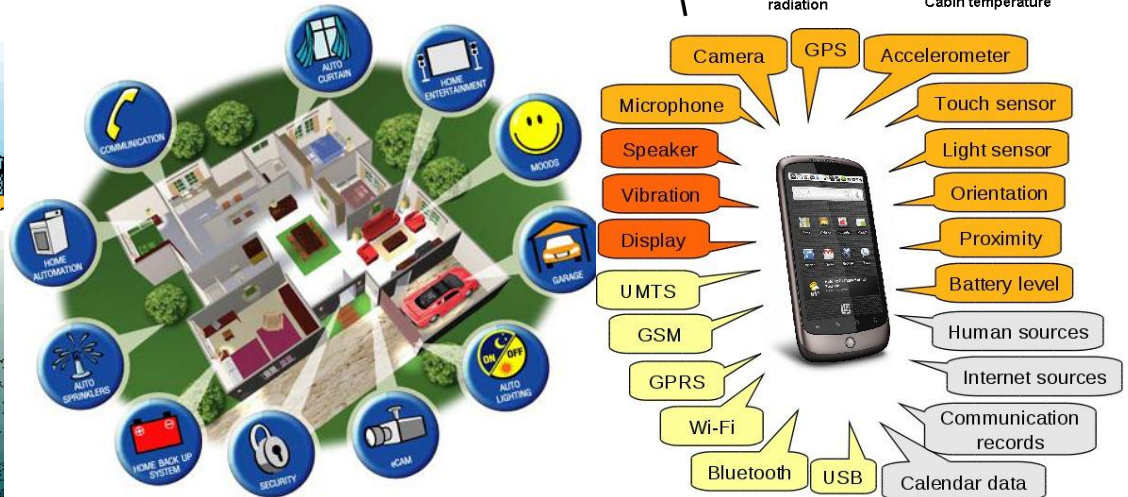 radiation
Cabin temperature
AUTO
CURTAIN
HOME
ENTERTAINMENT
COMMUNICATION
MOODS
HOME
AUTOMATION
GARAGE
AUTO
SPRINKLERS
ON
OFF
AUTO
LIGHTING
HOME BACK UP
SYSTEM
SECURITY
eCAM
Camera
GPS
Accelerometer
Microphone
Touch sensor
Speaker
Light sensor
Vibration
Orientation
Display
Proximity
UMTS
Battery level
GSM
Human sources
GPRS
Internet sources
Wi-Fi
Communication
records
Bluetooth
USB
Calendar data